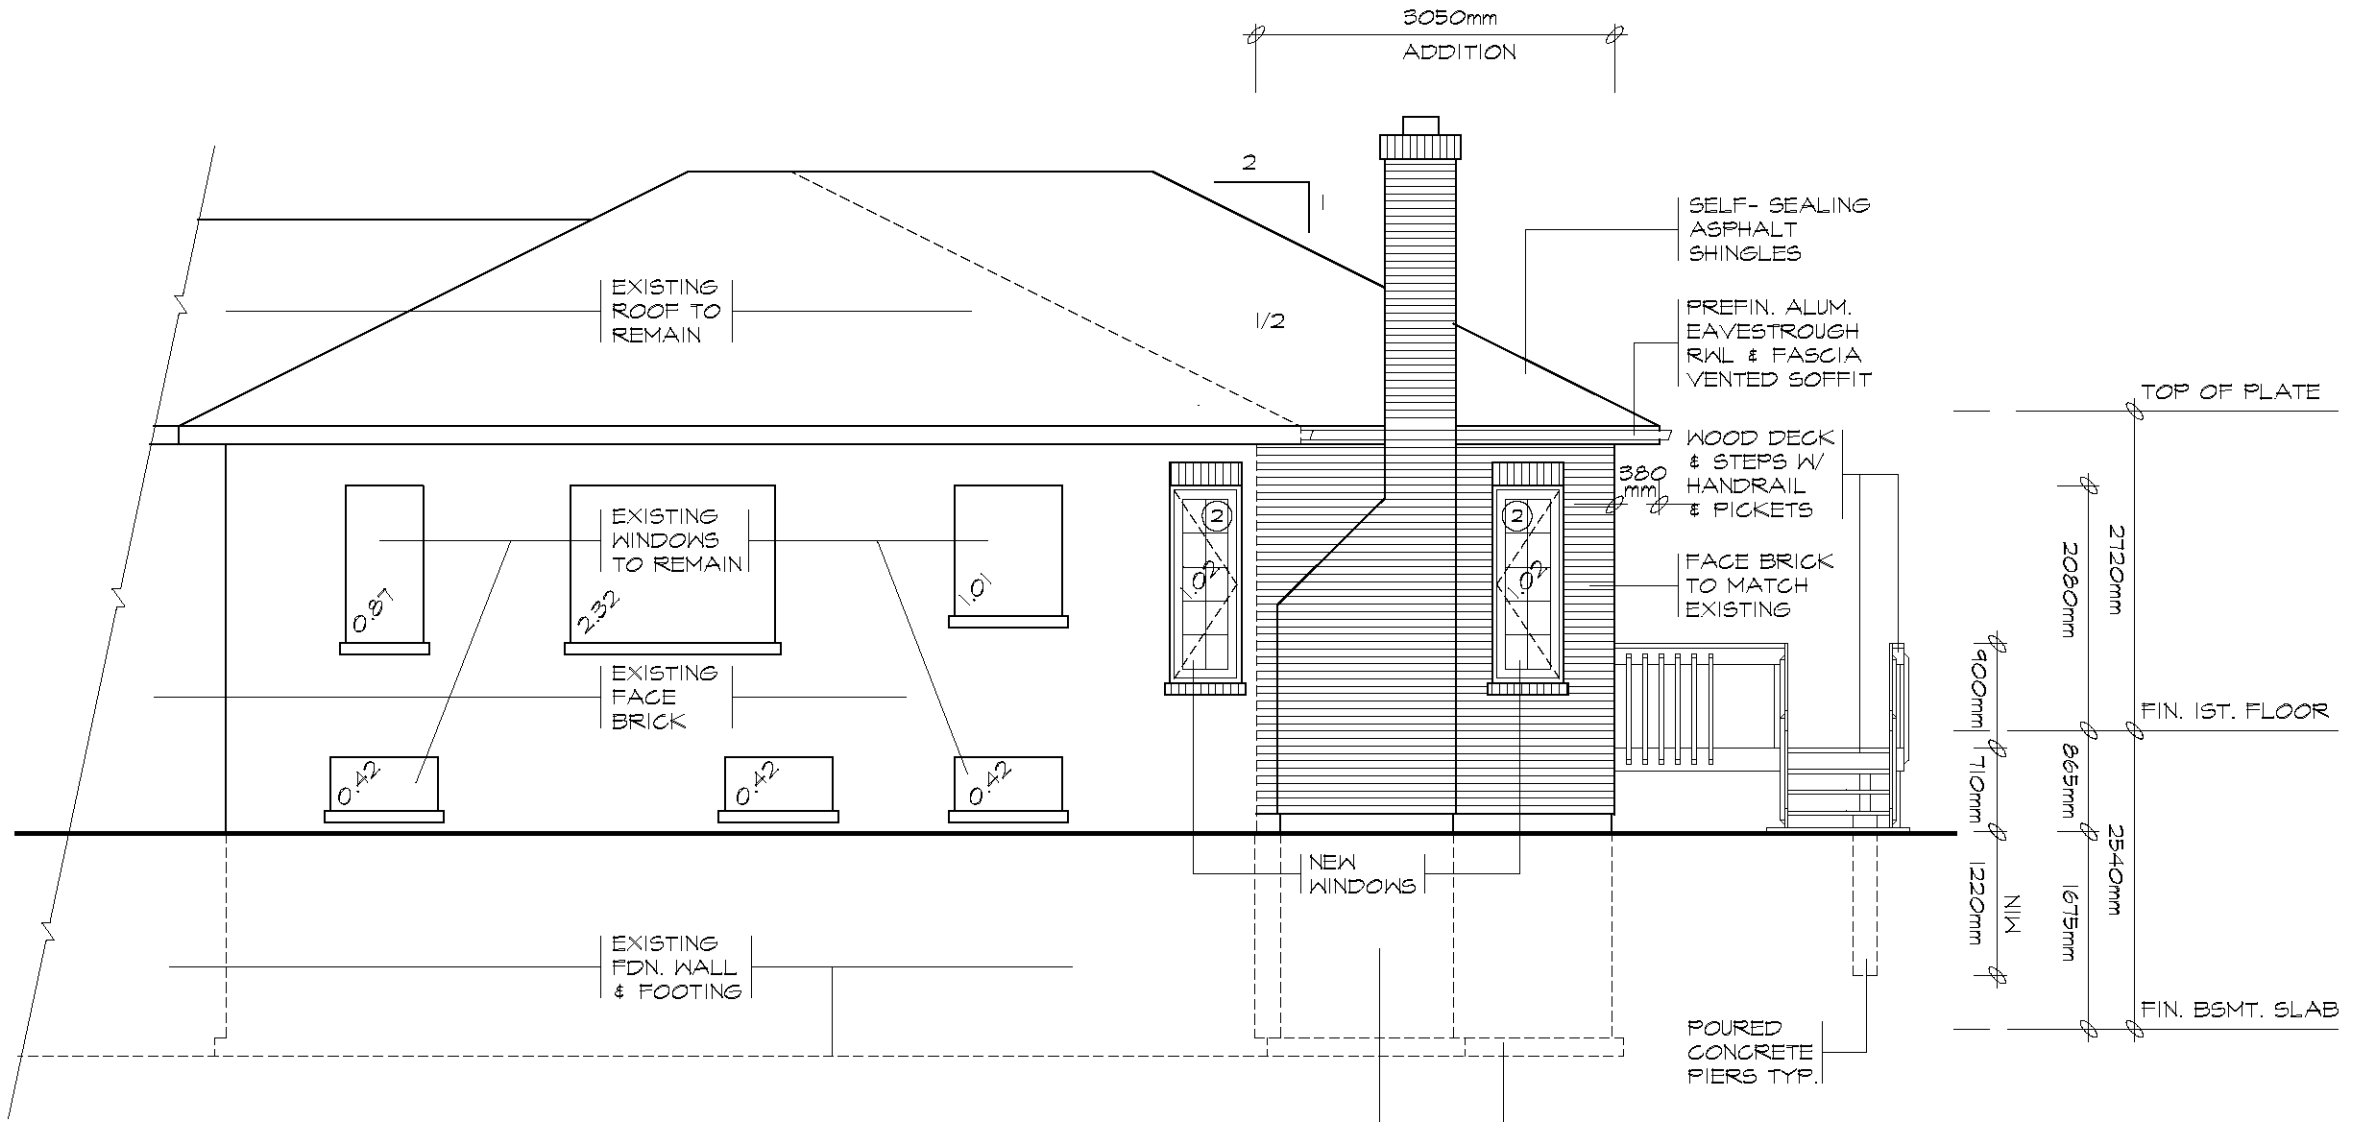 3050mm
ADDITION
2
1
SELF- SEALING
ASPHALT
SHINGLES
EXISTING
ROOF TO
REMAIN
1/2
PREFIN. ALUM.
EAVESTROUGH
RWL & FASCIA
VENTED SOFFIT
TOP OF PLATE
WOOD DECK
& STEPS W/
HANDRAIL
& PICKETS
380
mm
EXISTING
WINDOWS
TO REMAIN
2
2
0.87
2.32
1.01
1.02
1.02
FACE BRICK
TO MATCH
EXISTING
2720mm
2080mm
900mm
EXISTING
FACE
BRICK
FIN. 1ST. FLOOR
0.42
0.42
0.42
710mm
865mm
2540mm
NEW
WINDOWS
1220mm
MIN
1675mm
EXISTING
FDN. WALL
& FOOTING
FIN. BSMT. SLAB
POURED
CONCRETE
PIERS TYP.